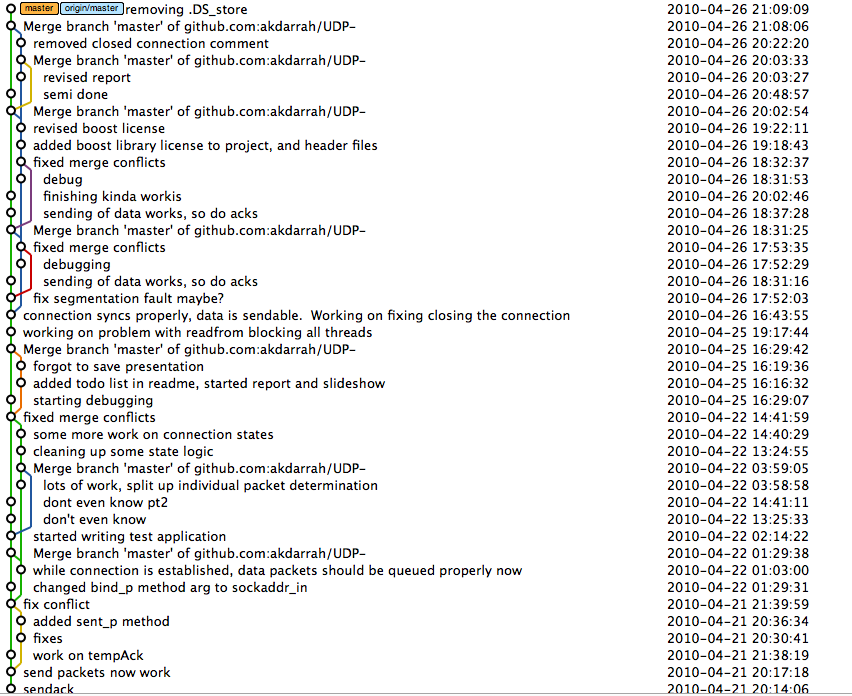 master origin/master removing .DS_store 2010-04-26 21:09:09
Merge branch 'master' of github.com:akdarrah/UDP- 2010-04-26 21:08:06
removed closed connection comment 2010-04-26 20:22:20
Merge branch 'master' of github.com:akdarrah/UDP- 2010-04-26 20:03:33
revised report 2010-04-26 20:03:27
semi done 2010-04-26 20:48:57
Merge branch 'master' of github.com:akdarrah/UDP- 2010-04-26 20:02:54
revised boost license 2010-04-26 19:22:11
added boost library license to project, and header files 2010-04-26 19:18:43
fixed merge conflicts 2010-04-26 18:32:37
debug 2010-04-26 18:31:53
finishing kinda workis 2010-04-26 20:02:46
sending of data works, so do acks 2010-04-26 18:37:28
Merge branch 'master' of github.com:akdarrah/UDP- 2010-04-26 18:31:25
fixed merge conflicts 2010-04-26 17:53:35
debugging 2010-04-26 17:52:29
sending of data works, so do acks 2010-04-26 18:31:16
fix segmentation fault maybe? 2010-04-26 17:52:03
connection syncs properly, data is sendable. Working on fixing closing the connection 2010-04-26 16:43:55
working on problem with readfrom blocking all threads 2010-04-25 19:17:44
Merge branch 'master' of github.com:akdarrah/UDP- 2010-04-25 16:29:42
forgot to save presentation 2010-04-25 16:19:36
added todo list in readme, started report and slideshow 2010-04-25 16:16:32
starting debugging 2010-04-25 16:29:07
fixed merge conflicts 2010-04-22 14:41:59
some more work on connection states 2010-04-22 14:40:29
cleaning up some state logic 2010-04-22 13:24:55
Merge branch 'master' of github.com:akdarrah/UDP- 2010-04-22 03:59:05
lots of work, split up individual packet determination 2010-04-22 03:58:58
dont even know pt2 2010-04-22 14:41:11
don't even know 2010-04-22 13:25:33
started writing test application 2010-04-22 02:14:22
Merge branch 'master' of github.com:akdarrah/UDP- 2010-04-22 01:29:38
while connection is established, data packets should be queued properly now 2010-04-22 01:03:00
changed bind_p method arg to sockaddr_in 2010-04-22 01:29:31
fix conflict 2010-04-21 21:39:59
added sent_p method 2010-04-21 20:36:34
fixes 2010-04-21 20:30:41
work on tempAck 2010-04-21 21:38:19
send packets now work 2010-04-21 20:17:18
sendack 2010-04-21 20:14:06